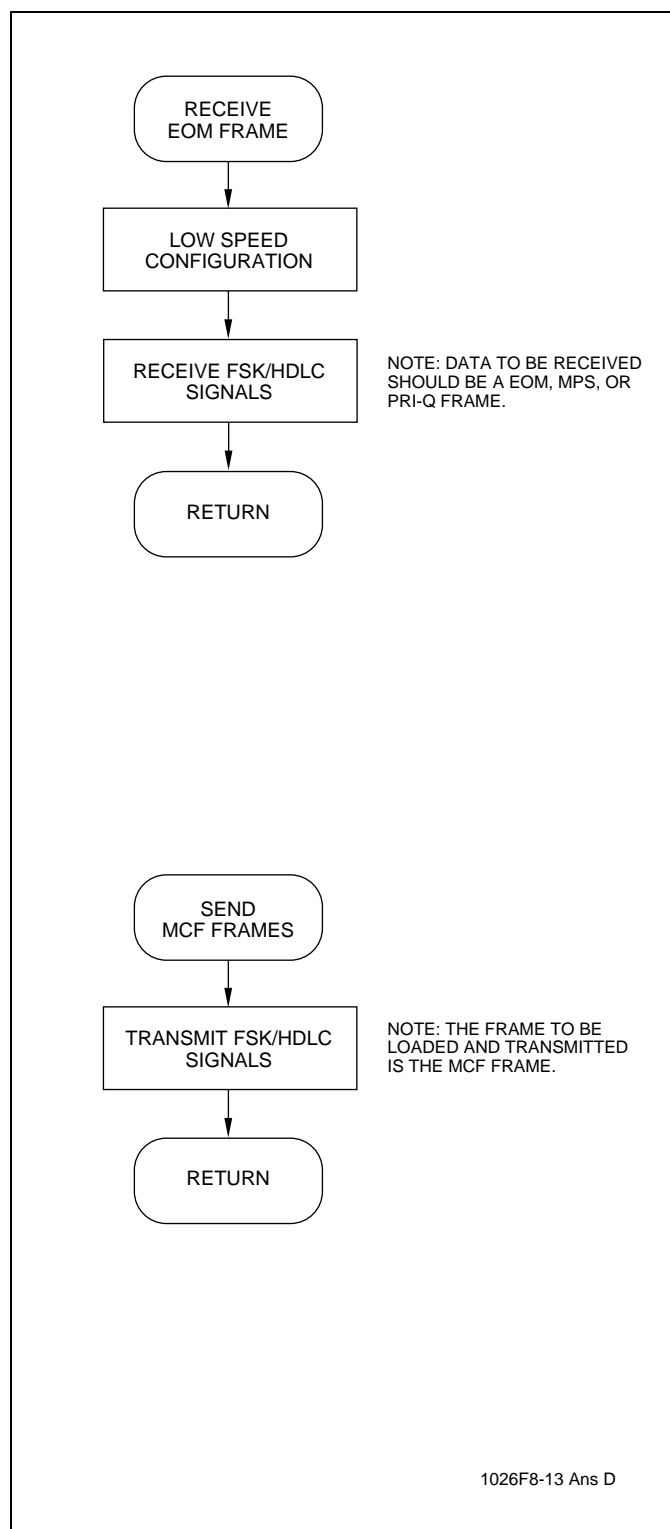 RECEIVE
EOM FRAME
LOW SPEED
CONFIGURATION
RECEIVE FSK/HDLC
SIGNALS
NOTE: DATA TO BE RECEIVED
SHOULD BE A EOM, MPS, OR
PRI-Q FRAME.
RETURN
SEND
MCF FRAMES
TRANSMIT FSK/HDLC
SIGNALS
NOTE: THE FRAME TO BE
LOADED AND TRANSMITTED
IS THE MCF FRAME.
RETURN
1026F8-13 Ans D